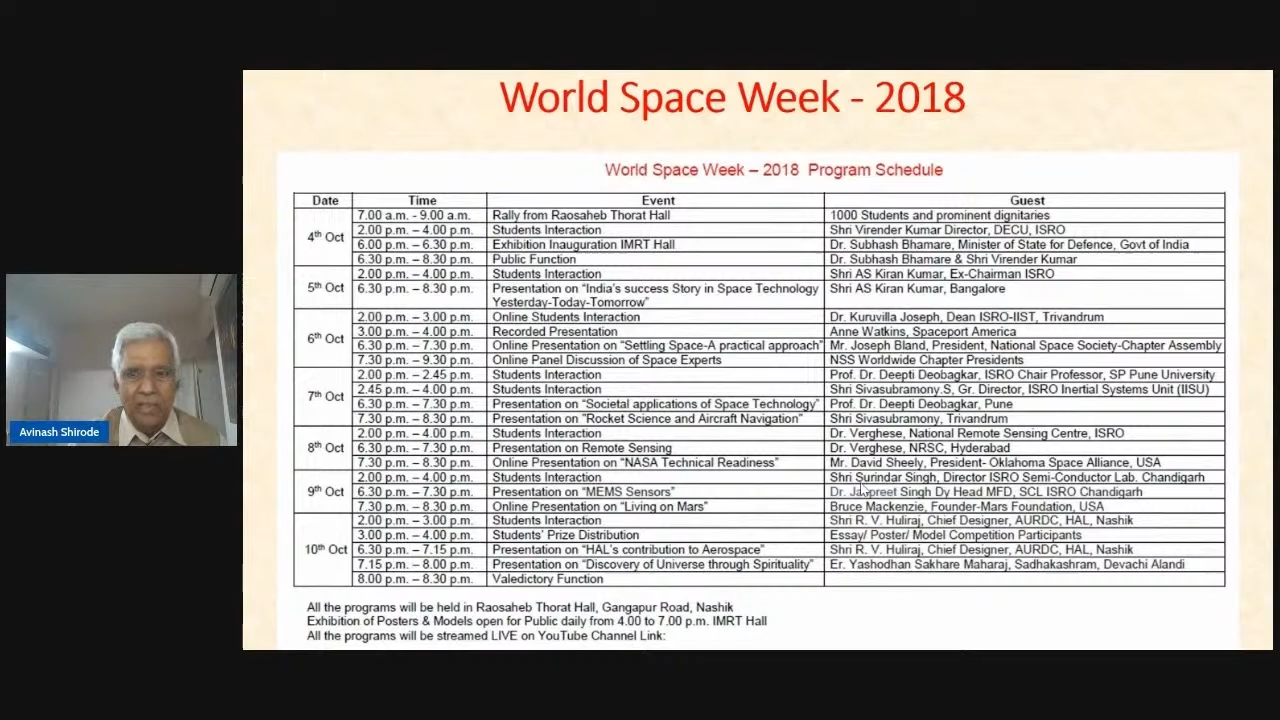 World Space Week - 2018
World Space Week – 2018 Program Schedule
Date Time Event Guest
4th Oct 7.00 a.m. - 9.00 a.m. Rally from Raosaheb Thorat Hall 1000 Students and prominent dignitaries
2.00 p.m. – 4.00 p.m. Students Interaction Shri Virender Kumar Director, DECU, ISRO
6.00 p.m. – 6.30 p.m. Exhibition Inauguration IMRT Hall Dr. Subhash Bhamare, Minister of State for Defence, Govt of India
6.30 p.m. – 8.30 p.m. Public Function Dr. Subhash Bhamare & Shri Virender Kumar
5th Oct 2.00 p.m. – 4.00 p.m. Students Interaction Shri AS Kiran Kumar, Ex-Chairman ISRO
6.30 p.m. – 8.30 p.m. Presentation on “India's success Story in Space Technology Shri AS Kiran Kumar, Bangalore
Yesterday-Today-Tomorrow”
6th Oct 2.00 p.m. – 3.00 p.m. Online Students Interaction Dr. Kuruvilla Joseph, Dean ISRO-IIST, Trivandrum
3.00 p.m. – 4.00 p.m. Recorded Presentation Anne Watkins, Spaceport America
6.30 p.m. – 7.30 p.m. Online Presentation on “Settling Space-A practical approach” Mr. Joseph Bland, President, National Space Society-Chapter Assembly
7.30 p.m. – 9.30 p.m. Online Panel Discussion of Space Experts NSS Worldwide Chapter Presidents
7th Oct 2.00 p.m. – 2.45 p.m. Students Interaction Prof. Dr. Deepti Deobagkar, ISRO Chair Professor, SP Pune University
2.45 p.m. – 4.00 p.m. Students Interaction Shri Sivasubramony.S, Gr. Director, ISRO Inertial Systems Unit (IISU)
6.30 p.m. – 7.30 p.m. Presentation on “Societal applications of Space Technology” Prof. Dr. Deepti Deobagkar, Pune
7.30 p.m. – 8.30 p.m. Presentation on “Rocket Science and Aircraft Navigation” Shri Sivasubramony, Trivandrum
8th Oct 2.00 p.m. – 4.00 p.m. Students Interaction Dr. Verghese, National Remote Sensing Centre, ISRO
6.30 p.m. – 7.30 p.m. Presentation on Remote Sensing Dr. Verghese, NRSC, Hyderabad
7.30 p.m. – 8.30 p.m. Online Presentation on “NASA Technical Readiness” Mr. David Sheely, President- Oklahoma Space Alliance, USA
9th Oct 2.00 p.m. – 4.00 p.m. Students Interaction Shri Surindar Singh, Director ISRO Semi-Conductor Lab. Chandigarh
6.30 p.m. – 7.30 p.m. Presentation on “MEMS Sensors” Dr. Jaspreet Singh Dy Head MFD, SCL ISRO Chandigarh
7.30 p.m. – 8.30 p.m. Online Presentation on “Living on Mars” Bruce Mackenzie, Founder-Mars Foundation, USA
10th Oct 2.00 p.m. – 3.00 p.m. Students Interaction Shri R. V. Huliraj, Chief Designer, AURDC, HAL, Nashik
3.00 p.m. – 4.00 p.m. Students' Prize Distribution Essay/ Poster/ Model Competition Participants
6.30 p.m. – 7.15 p.m. Presentation on “HAL's contribution to Aerospace” Shri R. V. Huliraj, Chief Designer, AURDC, HAL, Nashik
7.15 p.m. – 8.00 p.m. Presentation on “Discovery of Universe through Spirituality” Er. Yashodhan Sakhare Maharaj, Sadhakashram, Devachi Alandi
8.00 p.m. – 8.30 p.m. Valedictory Function
All the programs will be held in Raosaheb Thorat Hall, Gangapur Road, Nashik
Exhibition of Posters & Models open for Public daily from 4.00 to 7.00 p.m. IMRT Hall
All the programs will be streamed LIVE on YouTube Channel Link:
Avinash Shirode